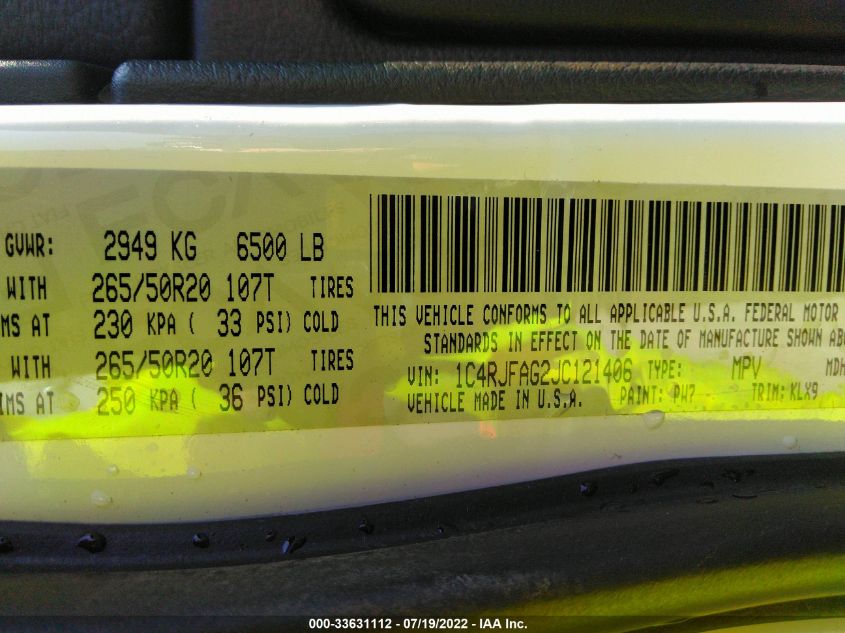 GVWR: 2949 KG 6500 LB
WITH 265/50R20 107T TIRES
MS AT 230 KPA ( 33 PSI) COLD
WITH 265/50R20 107T TIRES
MS AT 250 KPA ( 36 PSI) COLD
THIS VEHICLE CONFORMS TO ALL APPLICABLE U.S.A. FEDERAL MOTOR
STANDARDS IN EFFECT ON THE DATE OF MANUFACTURE SHOWN ABO
VIN: 1C4RJFAG2JC121406 TYPE: MPV MDH
VEHICLE MADE IN U.S.A. PAINT: PW7 TRIM: KLX9
000-33631112 - 07/19/2022 - IAA Inc.